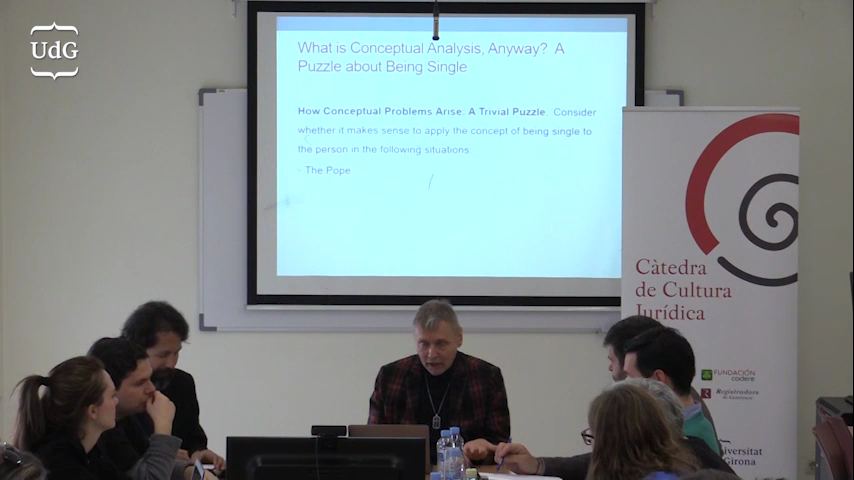 UdG
What is Conceptual Analysis, Anyway? A
Puzzle about Being Single
How Conceptual Problems Arise: A Trivial Puzzle. Consider
whether it makes sense to apply the concept of being single to
the person in the following situations:
- The Pope
Càtedra
de Cultura
Jurídica
FUNDACIÓN
codere
Registradores
Girona